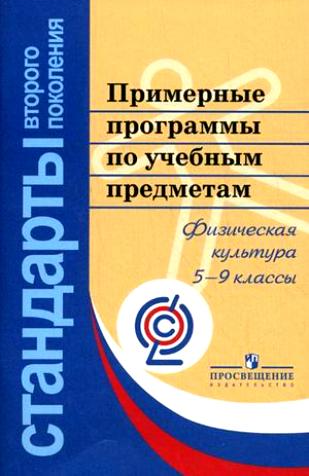 стандарты
второго
поколения
Примерные
программы
по учебным
предметам
Физическая
культура
5–9 классы
ПРОСВЕЩЕНИЕ
ИЗДАТЕЛЬСТВО